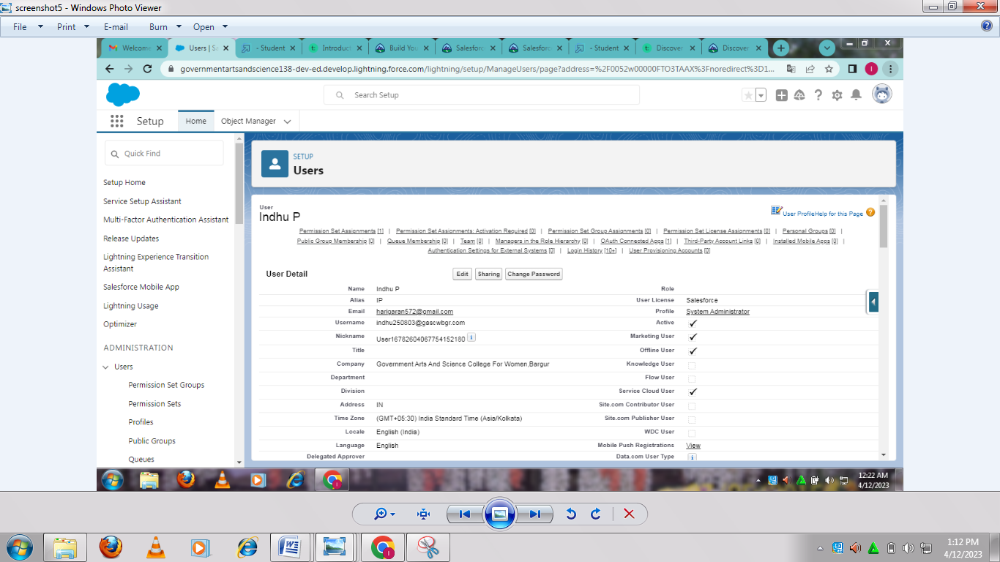 screenshot5 - Windows Photo Viewer
File Print E-mail Burn Open
Welcome Users | Sa - Student Introduct Build You Salesforc Salesforc - Student Discover Discover
governmentartsandscience138-dev-ed.develop.lightning.force.com/lightning/setup/ManageUsers/page?address=%2F0052w00000FTO3TAAX%3Fnoredirect%3D1...
Search Setup
Setup Home Object Manager
Quick Find
Setup Home
Service Setup Assistant
Multi-Factor Authentication Assistant
Release Updates
Lightning Experience Transition
Assistant
Salesforce Mobile App
Lightning Usage
Optimizer
ADMINISTRATION
Users
Permission Set Groups
Permission Sets
Profiles
Public Groups
Queues
SETUP
Users
User
Indhu P
User Profile Help for this Page
Permission Set Assignments [1] | Permission Set Assignments: Activation Required [0] | Permission Set Group Assignments [0] | Permission Set License Assignments [0] | Personal Groups [0] |
Public Group Membership [0] | Queue Membership [0] | Team [0] | Managers in the Role Hierarchy [0] | OAuth Connected Apps [1] | Third-Party Account Links [0] | Installed Mobile Apps [0] |
Authentication Settings for External Systems [0] | Login History [10+] | User Provisioning Accounts [0]
User Detail Edit Sharing Change Password
Name Indhu P Role
Alias IP User License Salesforce
Email hariqaran572@gmail.com Profile System Administrator
Username indhu250803@gascwbgr.com Active
Nickname User16782604067754152180 i Marketing User
Title Offline User
Company Government Arts And Science College For Women,Bargur Knowledge User
Department Flow User
Division Service Cloud User
Address IN Site.com Contributor User
Time Zone (GMT+05:30) India Standard Time (Asia/Kolkata) Site.com Publisher User
Locale English (India) WDC User
Language English Mobile Push Registrations View
Delegated Approver Data.com User Type i
12:22 AM
4/12/2023
1:12 PM
4/12/2023